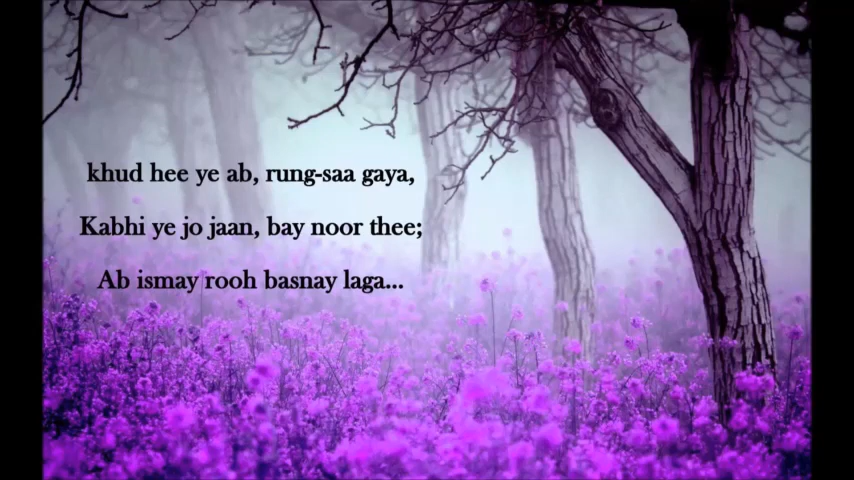 khud hee ye ab, rung-saa gaya,
Kabhi ye jo jaan, bay noor thee;
Ab ismay rooh basnay laga...